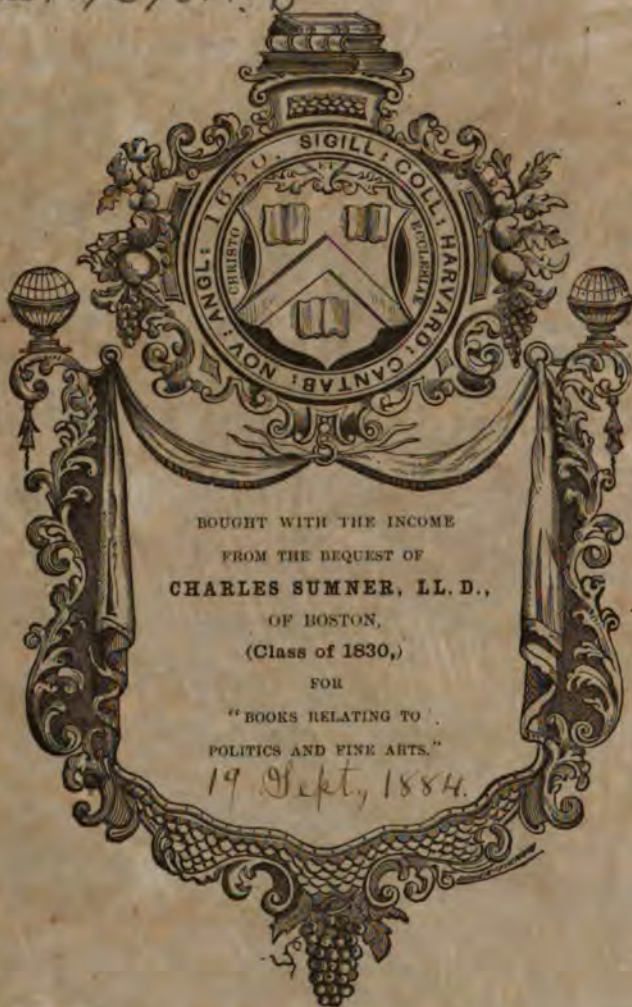 SIGILL: COLL: HARVARD: CANTAB: NOV: ANGL: 1650.
CHRISTO
ET
ECCLESIAE
BOUGHT WITH THE INCOME
FROM THE BEQUEST OF
CHARLES SUMNER, LL. D.,
OF BOSTON,
(Class of 1830,)
FOR
"BOOKS RELATING TO
POLITICS AND FINE ARTS."
19 Sept, 1884.